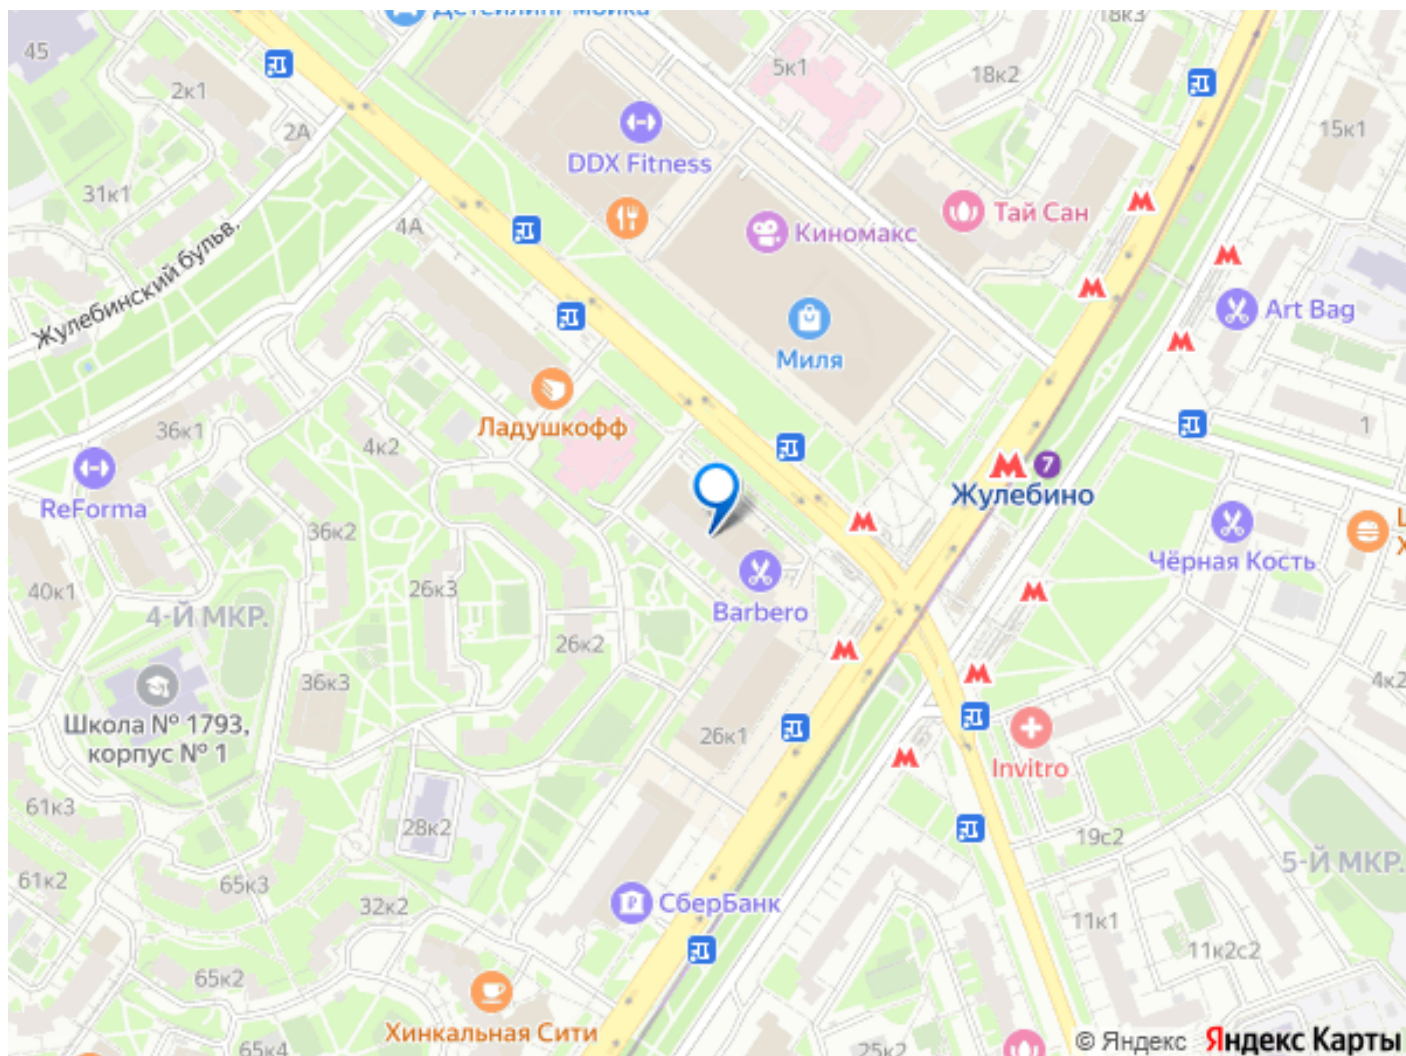 Детейлинг мойка
18к3
45
5к1
18к2
2к1
2А
15к1
DDX Fitness
31к1
Тай Сан
4А
Киномакс
Жулебинский бульв.
Art Bag
Миля
Ладушкофф
36к1
4к2
1
7
Жулебино
ReForma
36к2
Чёрная Кость
40к1
26к3
4-Й МКР.
Barbero
26к2
36к3
4к2
Школа № 1793,
корпус № 1
26к1
Invitro
61к3
28к2
19с2
5-Й МКР.
61к2
65к3
32к2
СберБанк
11к1
11к2с2
65к2
Хинкальная Сити
65к4
25к2
© Яндекс Яндекс Карты